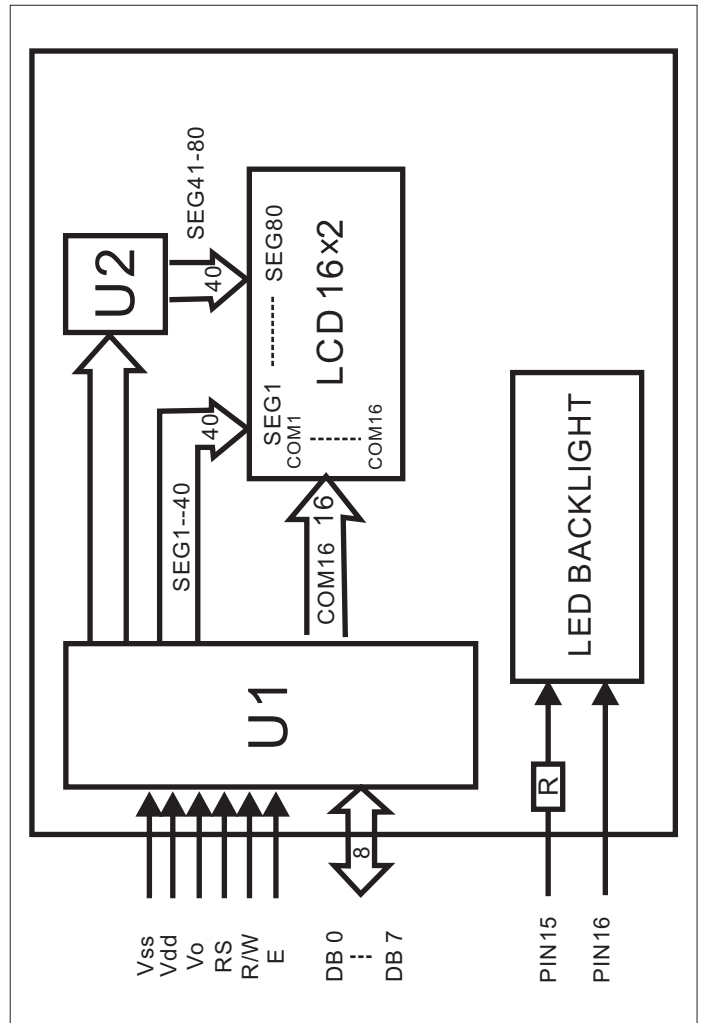 U2
SEG41-80
40
SEG1 -------- SEG80
COM1
------
COM16
LCD 16×2
SEG1--40
40
COM16 16
U1
LED BACKLIGHT
R
8
Vss
Vdd
Vo
RS
R/W
E
DB 0
----
DB 7
PIN15
PIN16